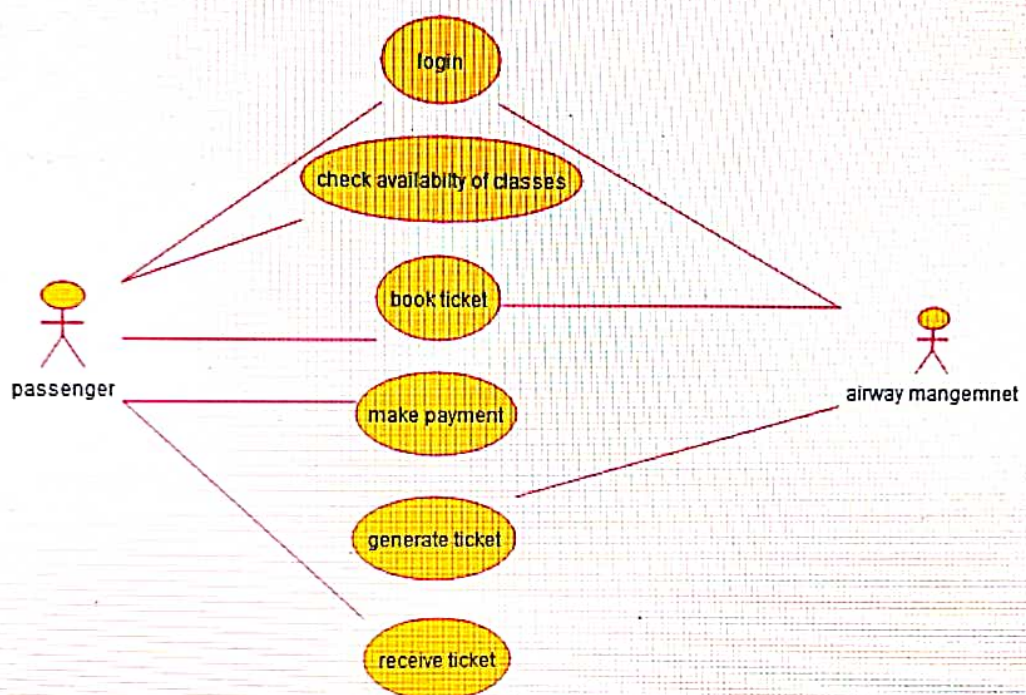 login
check availabilty of classes
book ticket
passenger
airway mangemnet
make payment
generate ticket
receive ticket